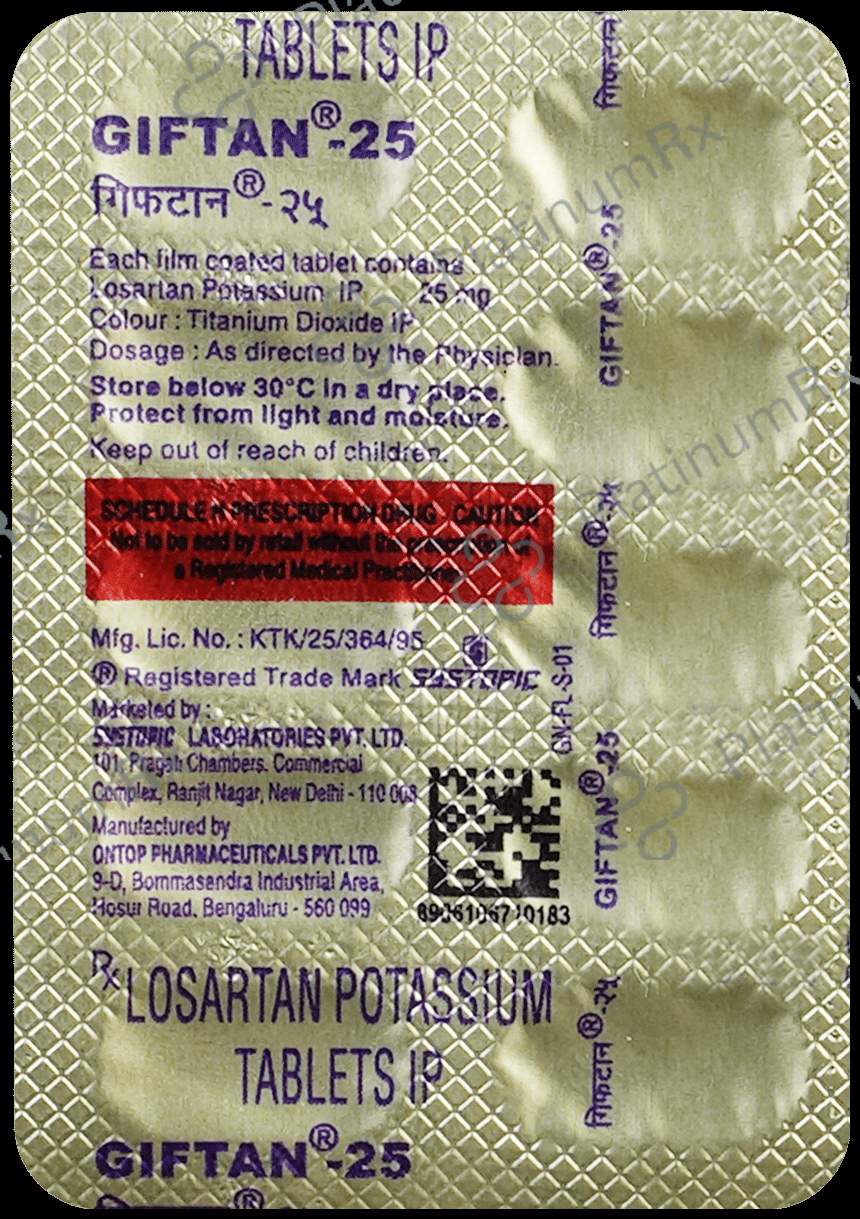 TABLETS IP
GIFTAN®-25
गिफटान®-२५
Each film coated tablet contains :
Losartan Potassium IP 25 mg
Colour : Titanium Dioxide IP
Dosage : As directed by the Physician.
Store below 30°C in a dry place.
Protect from light and moisture.
Keep out of reach of children.
SCHEDULE H PRESCRIPTION DRUG - CAUTION
Not to be sold by retail without the prescription of
a Registered Medical Practitioner
Mfg. Lic. No. : KTK/25/364/95
® Registered Trade Mark SYSTOPIC
Marketed by :
SYSTOPIC LABORATORIES PVT. LTD.
101, Pragati Chambers, Commercial
Complex, Ranjit Nagar, New Delhi - 110 008
Manufactured by
ONTOP PHARMACEUTICALS PVT. LTD.
9-D, Bommasandra Industrial Area,
Hosur Road, Bengaluru - 560 099
8906106710183
GN-FL-S-01
Rx LOSARTAN POTASSIUM
TABLETS IP
GIFTAN®-25
गिफटान
GIFTAN®-25
गिफटान®-२५
GIFTAN®-25
गिफटान®-२५
PlatinumRx
PlatinumRx
PlatinumRx